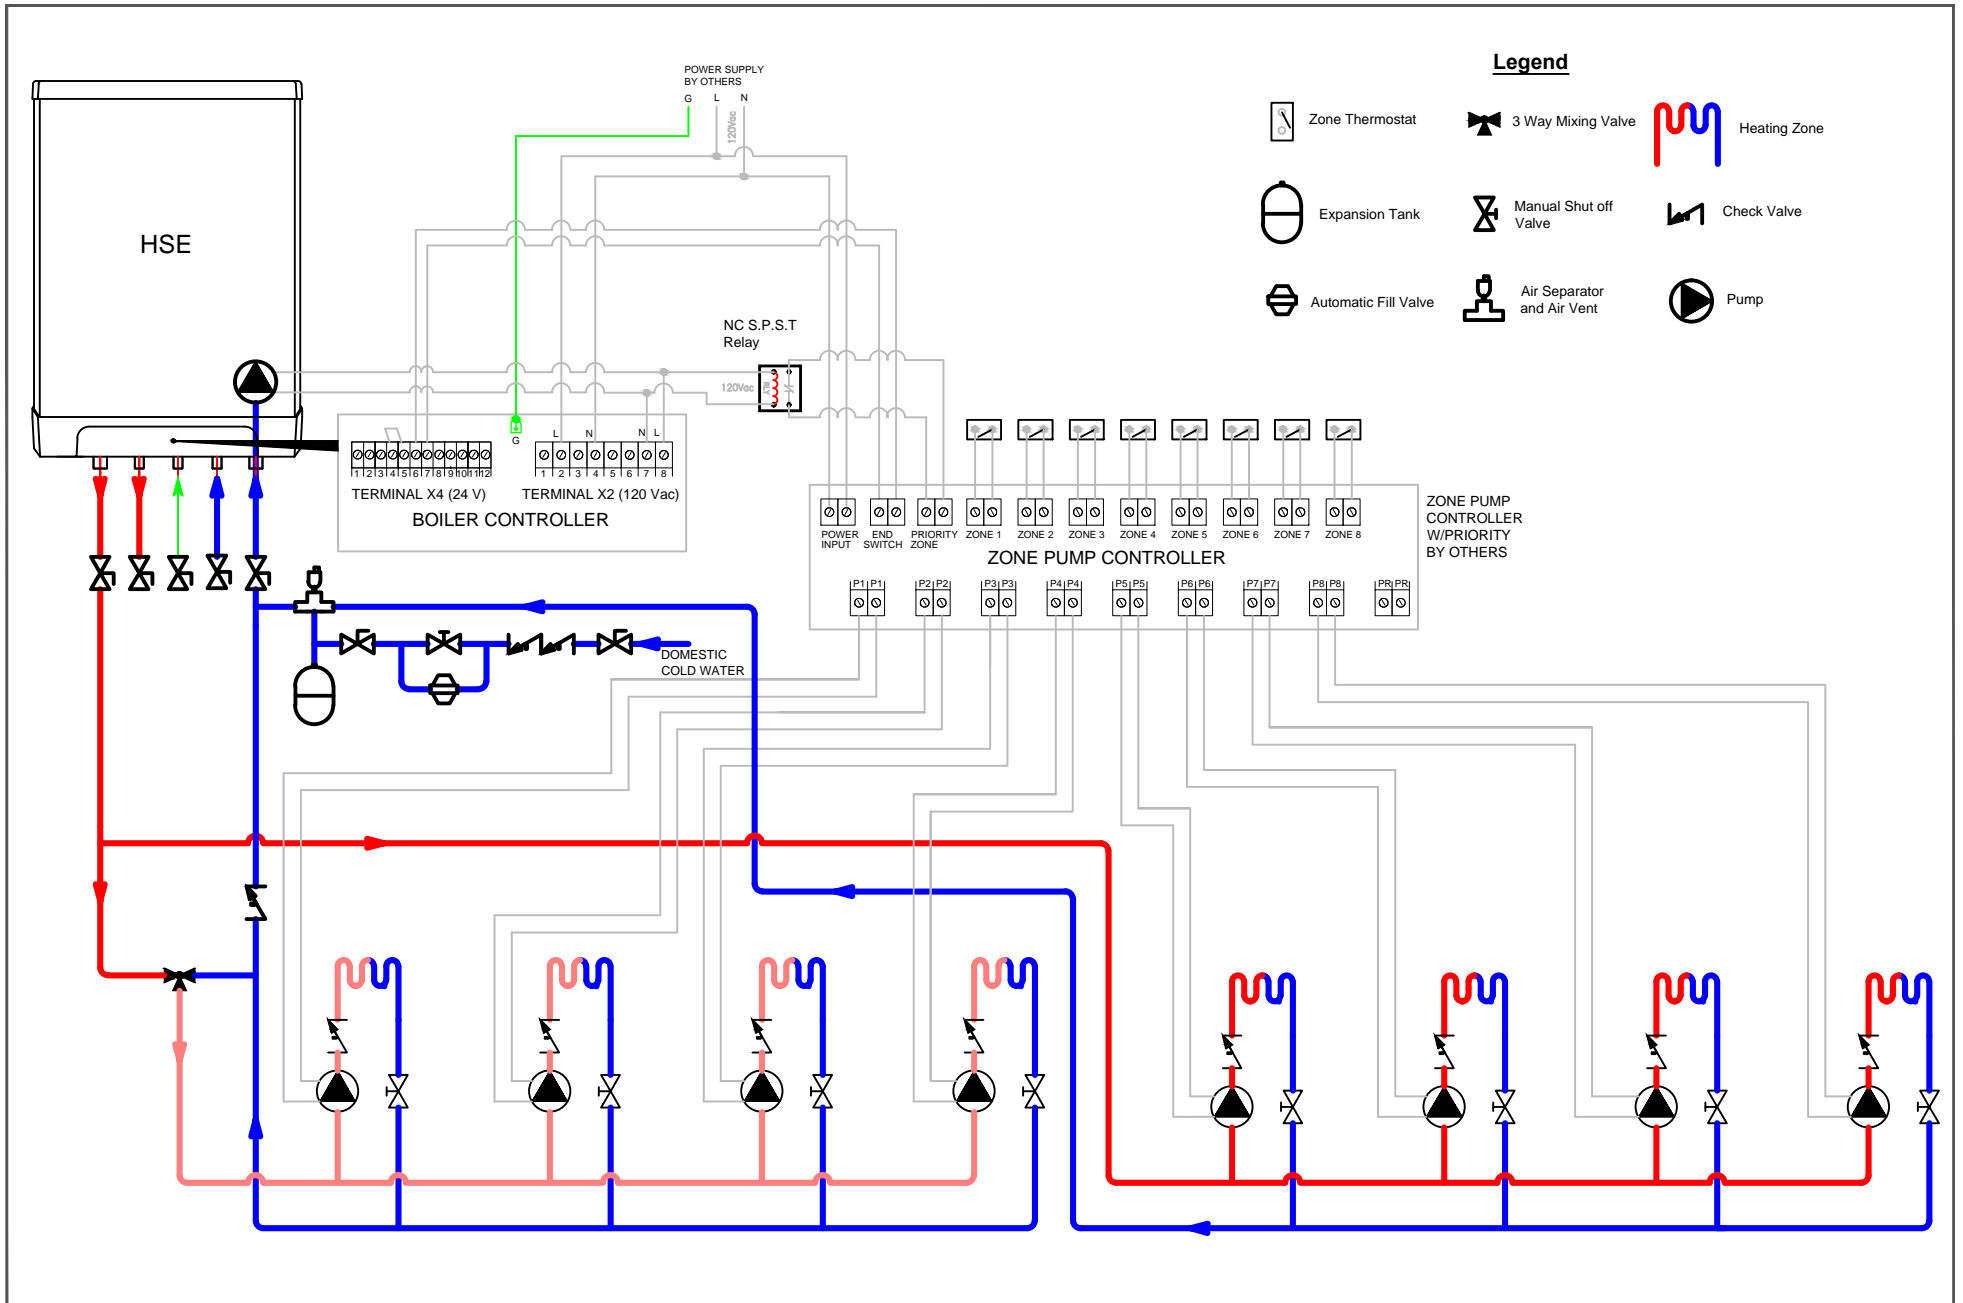 POWER SUPPLY
BY OTHERS
G L N
120Vac
Legend
Zone Thermostat
3 Way Mixing Valve
Heating Zone
Expansion Tank
Manual Shut off
Valve
Check Valve
Automatic Fill Valve
Air Separator
and Air Vent
Pump
HSE
NC S.P.S.T
Relay
120Vac
RLY
G
L N N L
1 2 3 4 5 6 7 8 9 10 11 12
1 2 3 4 5 6 7 8
TERMINAL X4 (24 V)
TERMINAL X2 (120 Vac)
BOILER CONTROLLER
POWER
INPUT
END
SWITCH
PRIORITY
ZONE
ZONE 1
ZONE 2
ZONE 3
ZONE 4
ZONE 5
ZONE 6
ZONE 7
ZONE 8
ZONE PUMP CONTROLLER
ZONE PUMP
CONTROLLER
W/PRIORITY
BY OTHERS
P1 P1 P2 P2 P3 P3 P4 P4 P5 P5 P6 P6 P7 P7 P8 P8 PR PR
DOMESTIC
COLD WATER